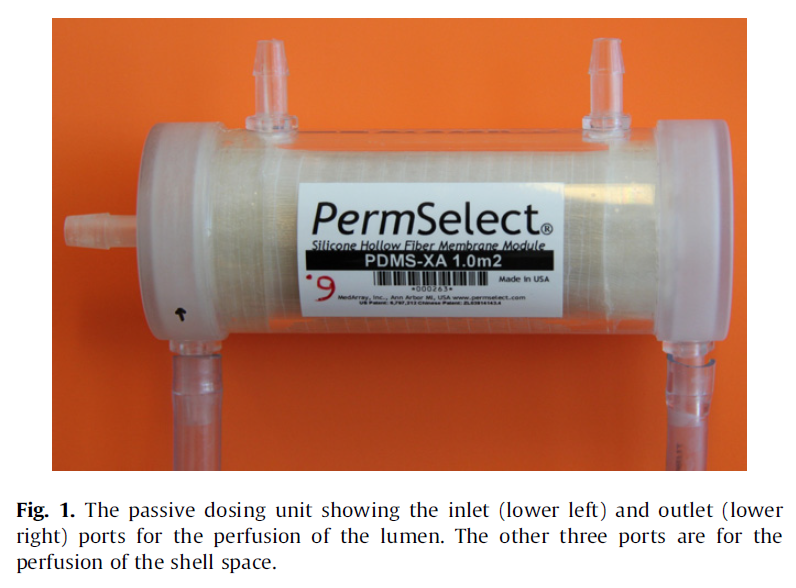 PermSelect®
Silicone Hollow Fiber Membrane Module
PDMS-XA 1.0m2
Made in USA
9
*000263*
MedArray, Inc., Ann Arbor MI, USA www.permselect.com
Fig. 1. The passive dosing unit showing the inlet (lower left) and outlet (lower
right) ports for the perfusion of the lumen. The other three ports are for the
perfusion of the shell space.